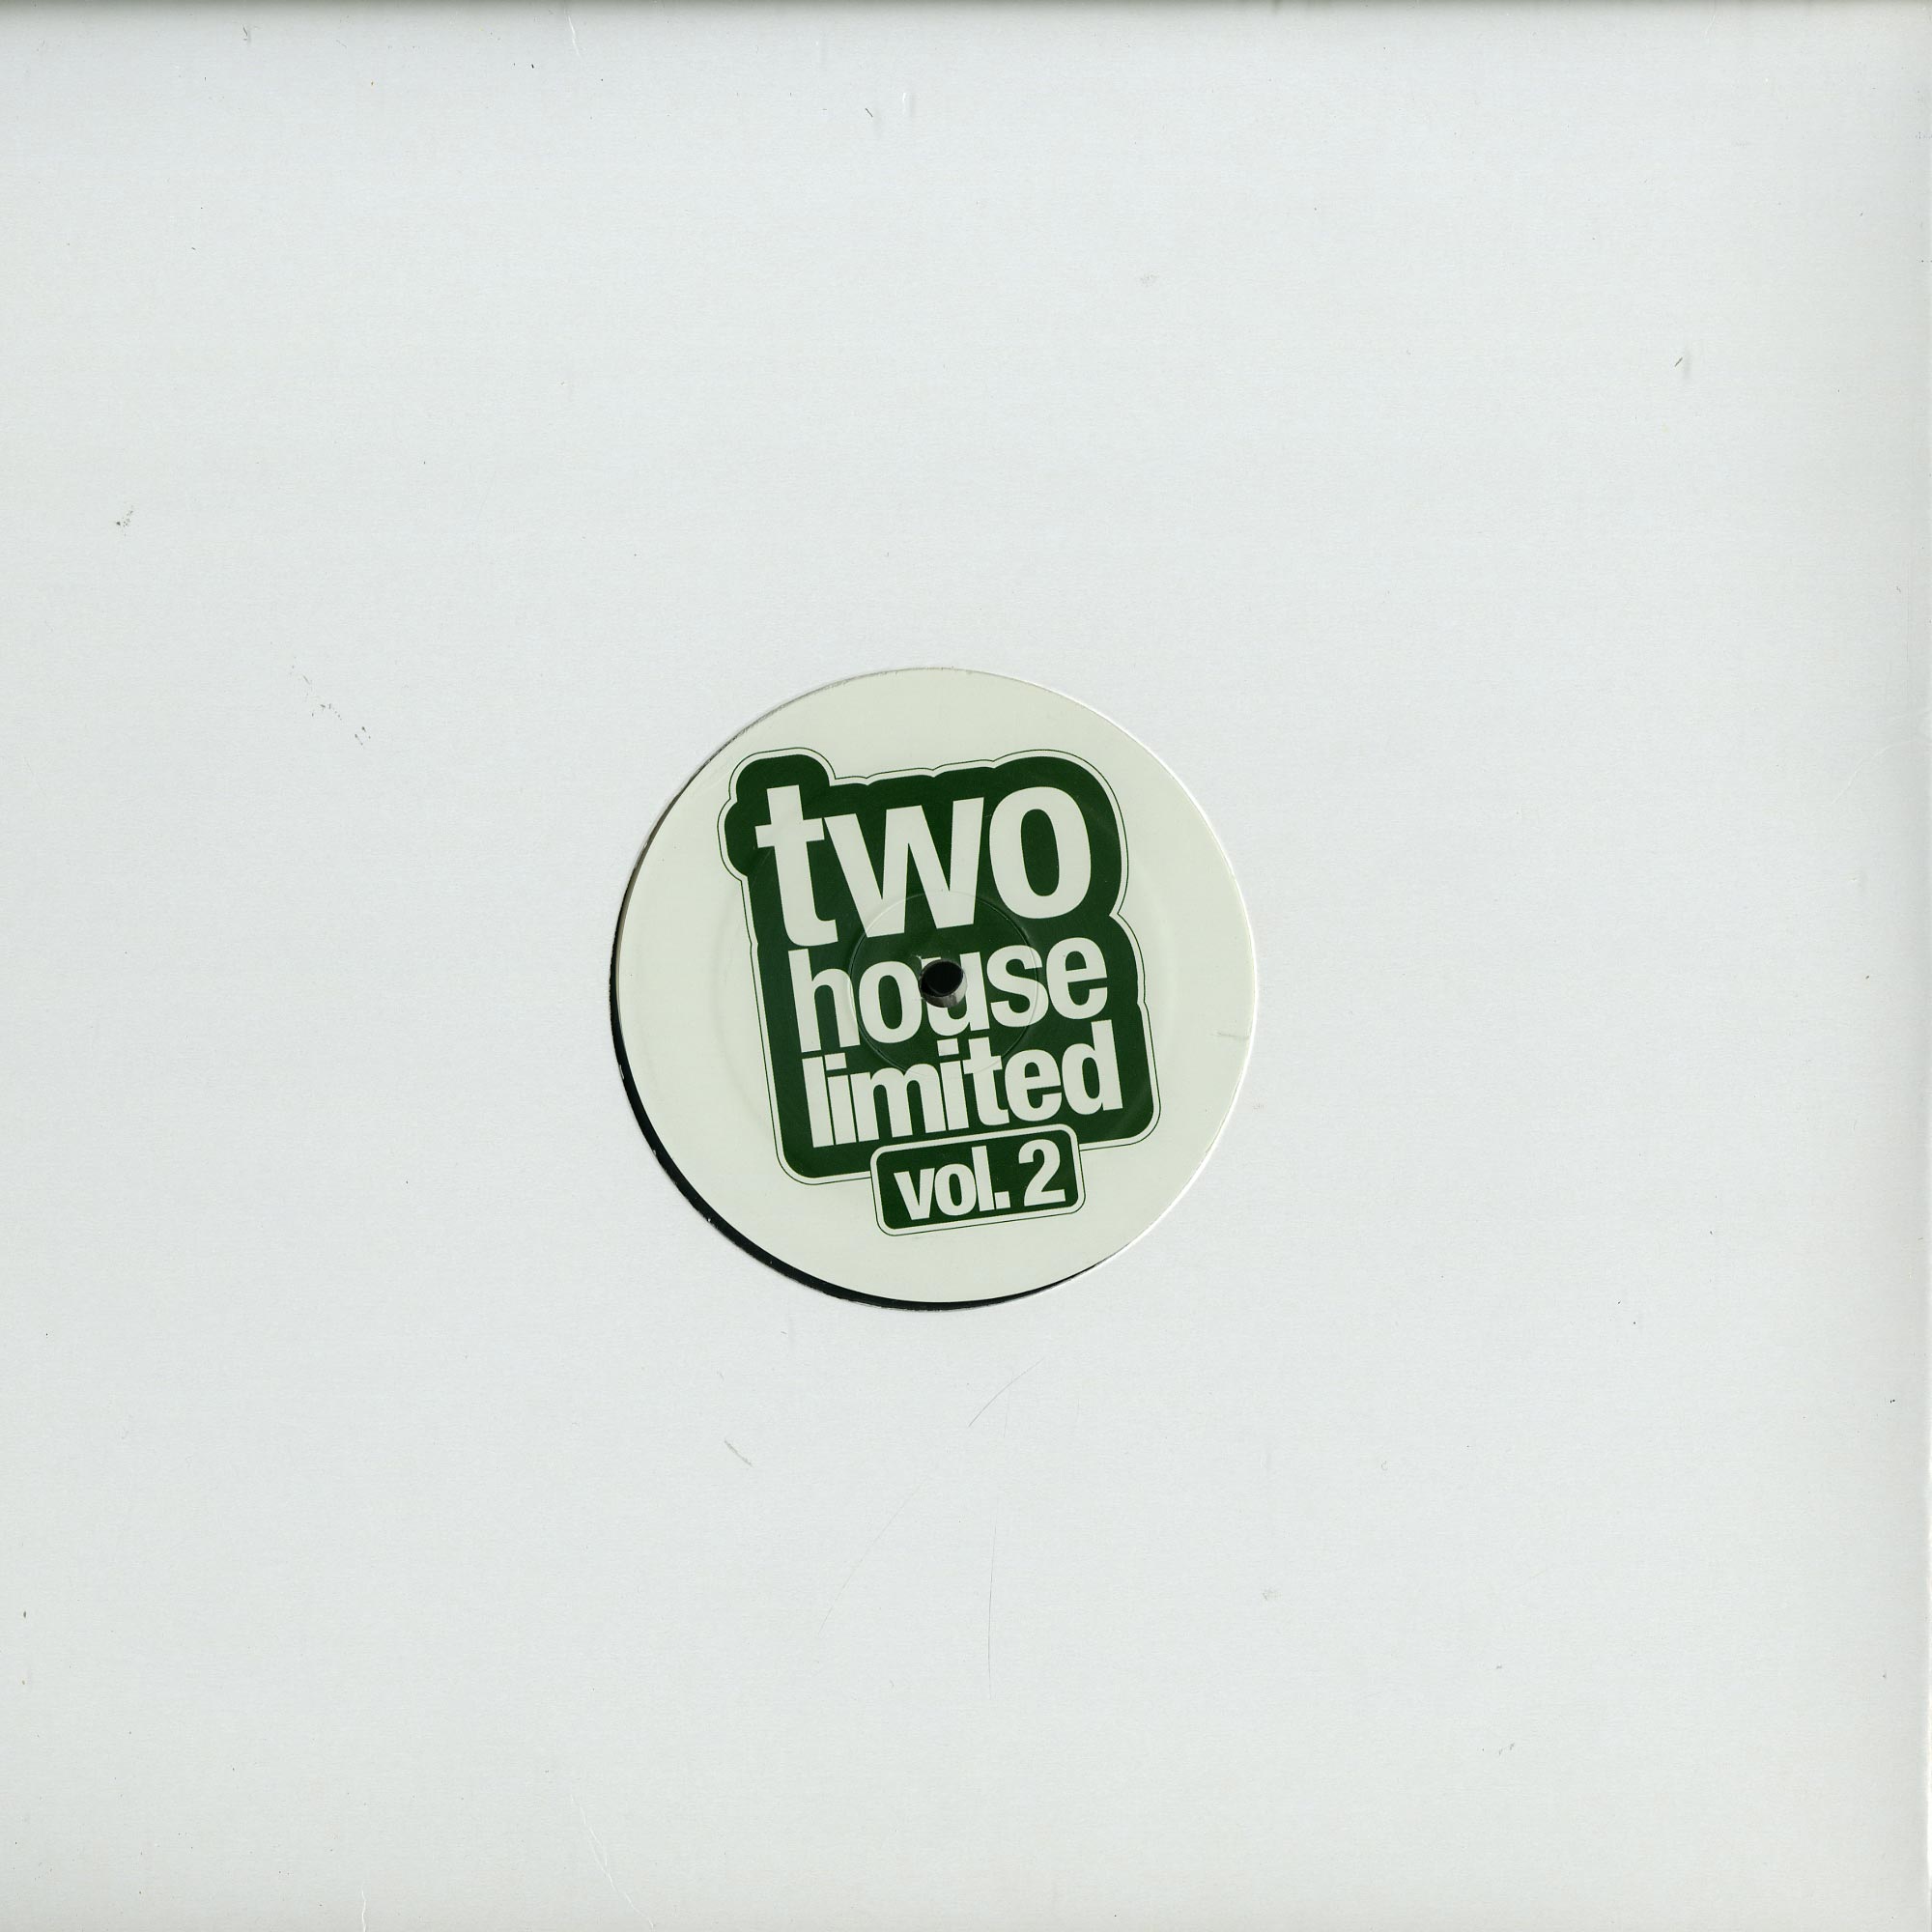 two
house
limited
vol. 2